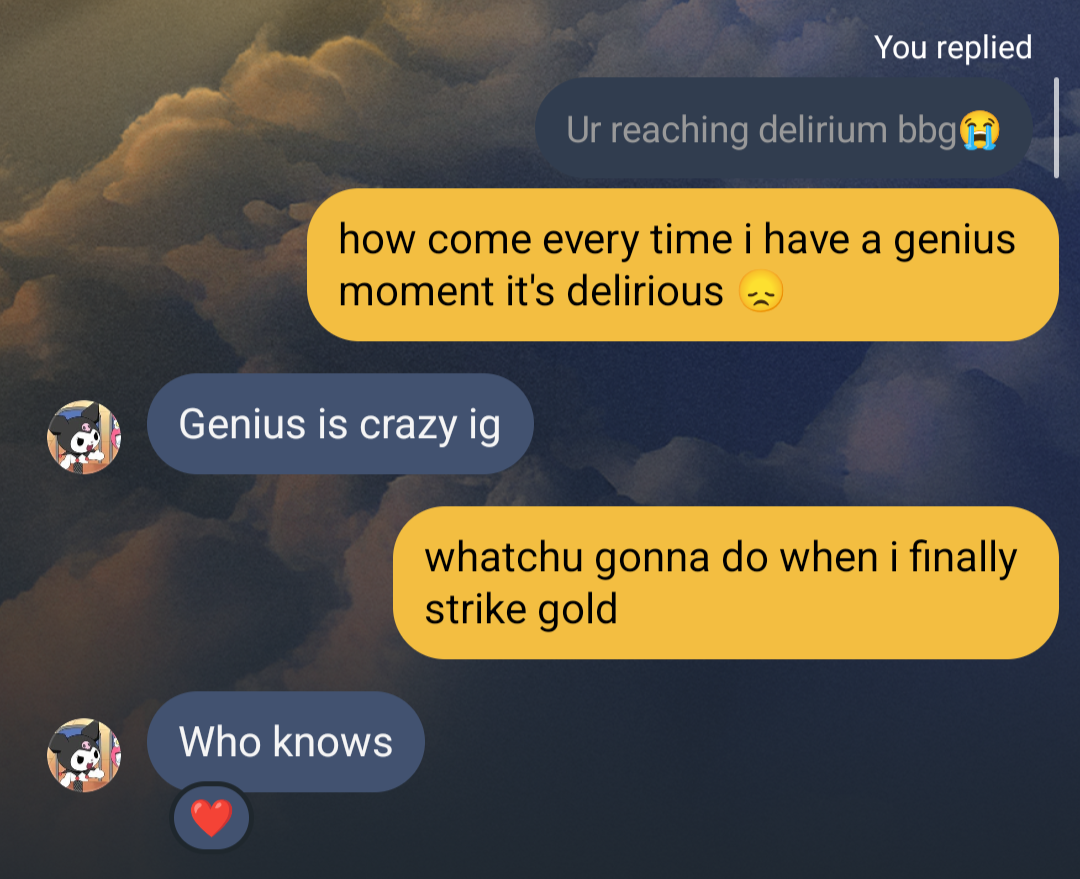 You replied
Ur reaching delirium bbg😭
how come every time i have a genius
moment it's delirious 😞
Genius is crazy ig
whatchu gonna do when i finally
strike gold
Who knows
❤️